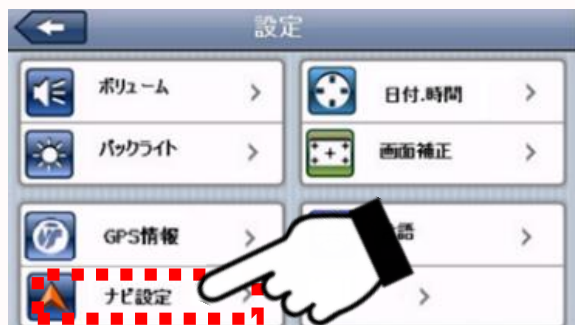 設定
ボリューム
日付.時間
バックライト
画面補正
GPS情報
語
ナビ設定